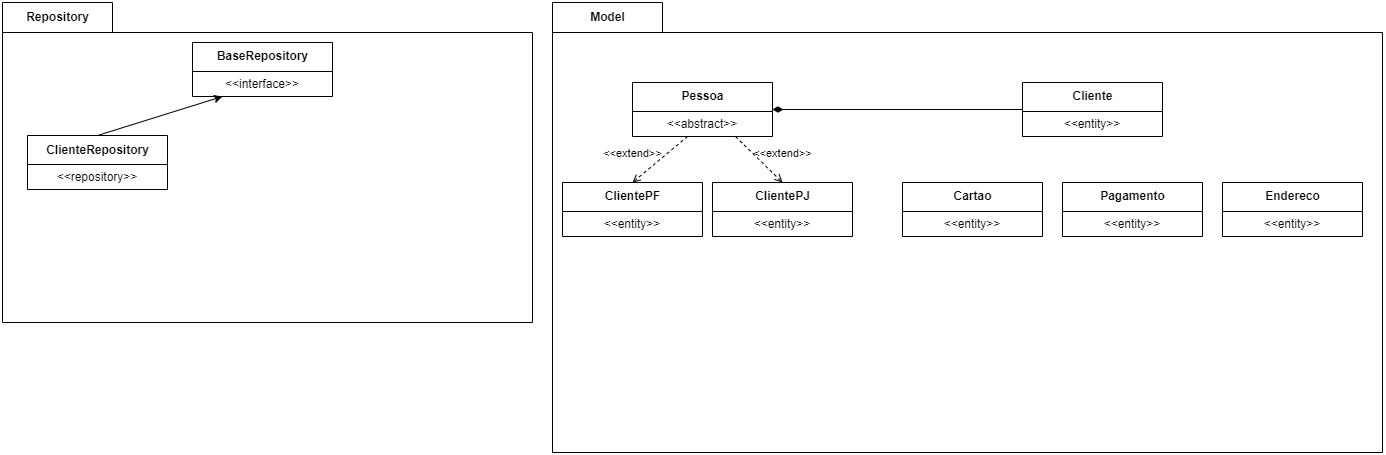 Repository
BaseRepository
<<interface>>
ClienteRepository
<<repository>>
Model
Pessoa
<<abstract>>
Cliente
<<entity>>
<<extend>>
<<extend>>
ClientePF
<<entity>>
ClientePJ
<<entity>>
Cartao
<<entity>>
Pagamento
<<entity>>
Endereco
<<entity>>